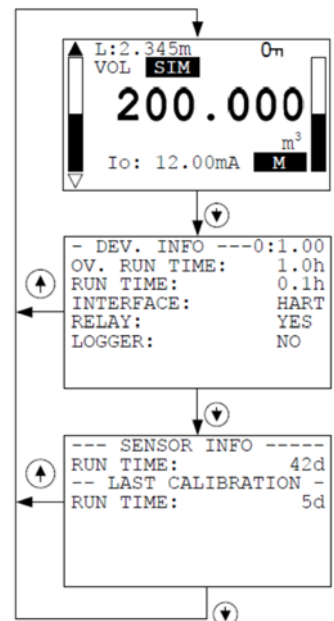 L:2.345m
VOL SIM
200.000
m³
Io: 12.00mA M
- DEV. INFO ---0:1.00
OV. RUN TIME: 1.0h
RUN TIME: 0.1h
INTERFACE: HART
RELAY: YES
LOGGER: NO
--- SENSOR INFO -----
RUN TIME: 42d
-- LAST CALIBRATION -
RUN TIME: 5d